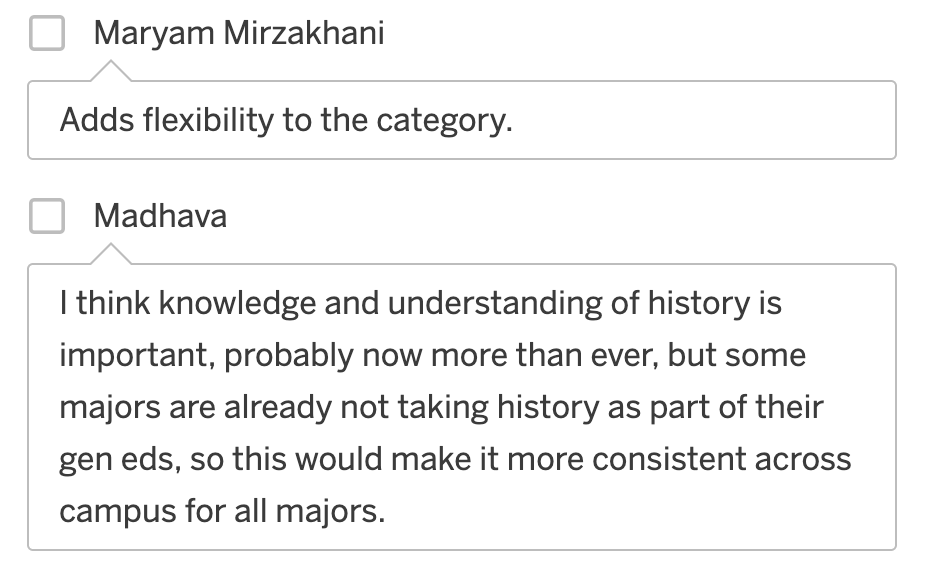 Maryam Mirzakhani
Adds flexibility to the category.
Madhava
I think knowledge and understanding of history is
important, probably now more than ever, but some
majors are already not taking history as part of their
gen eds, so this would make it more consistent across
campus for all majors.